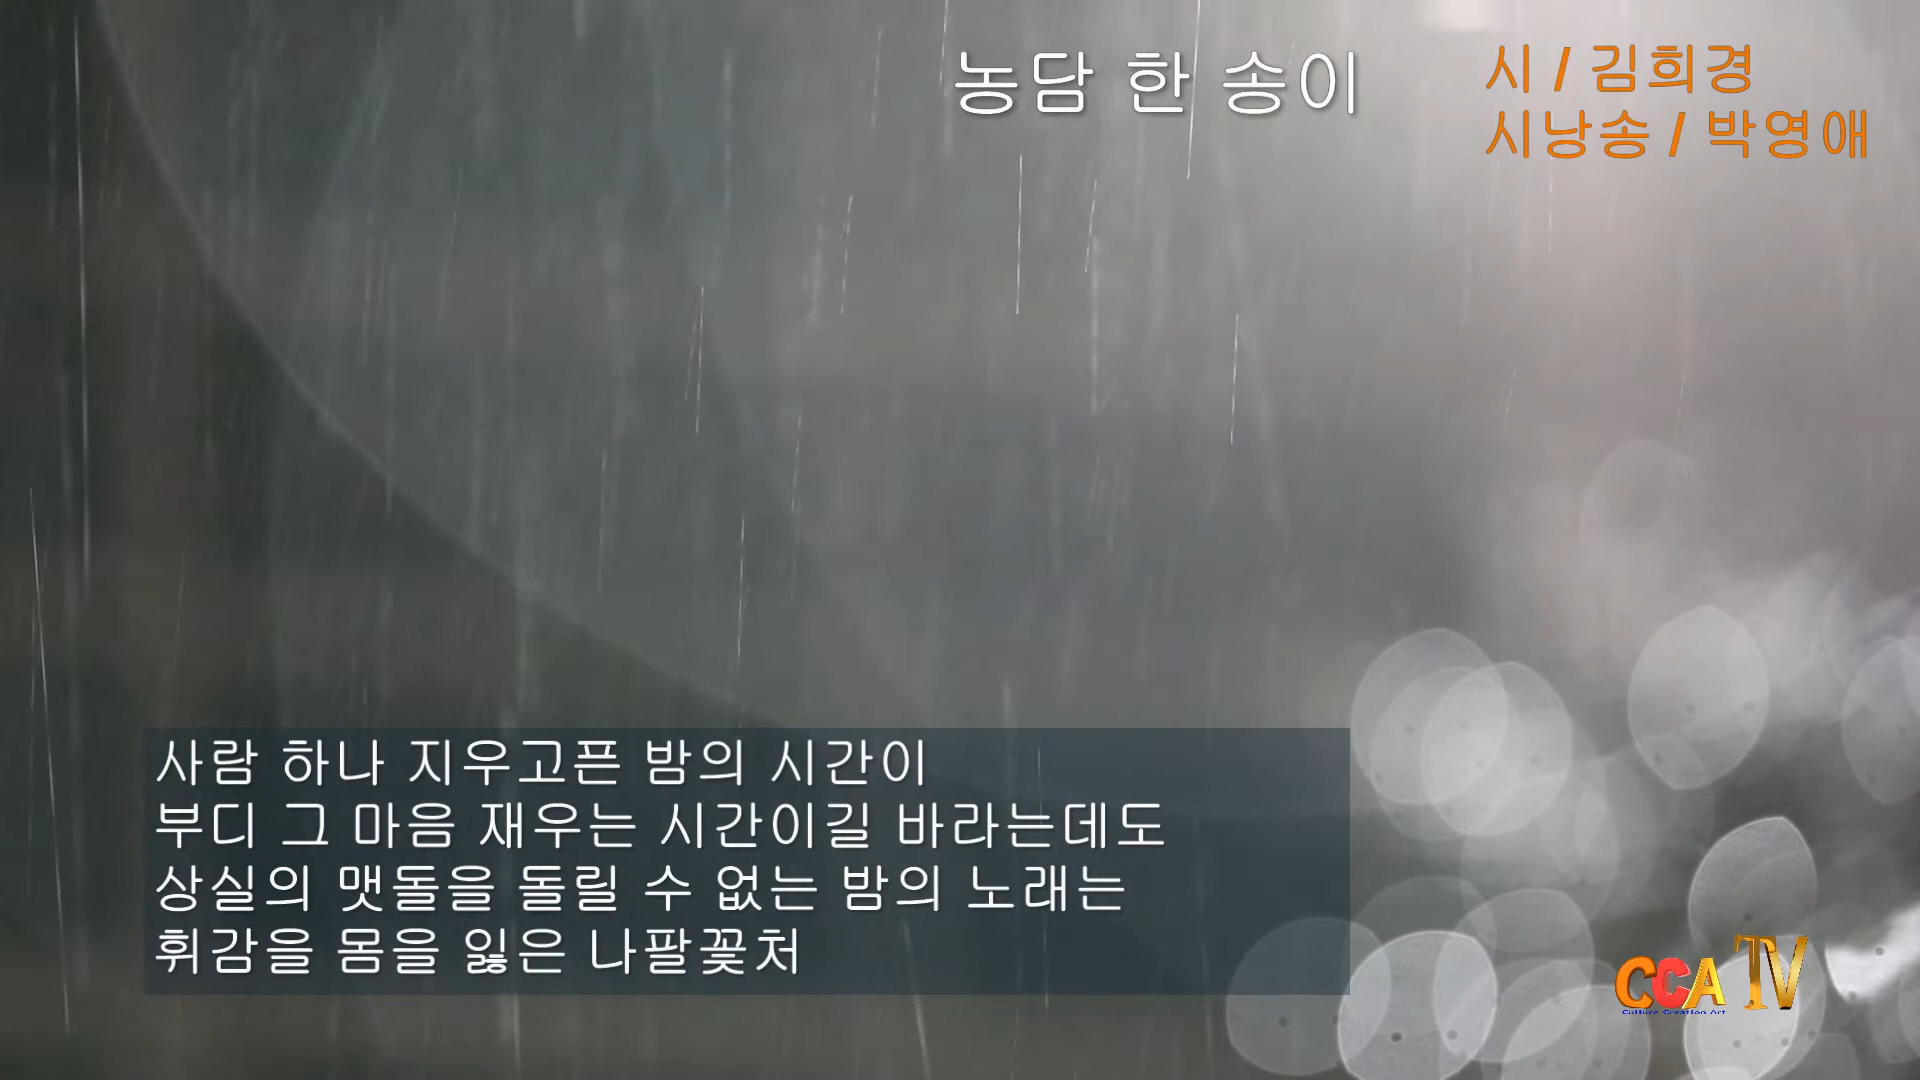 농담 한 송이
시 / 김희경
시낭송 / 박영애
사람 하나 지우고픈 밤의 시간이
부디 그 마음 재우는 시간이길 바라는데도
상실의 맷돌을 돌릴 수 없는 밤의 노래는
휘감을 몸을 잃은 나팔꽃처
CCA TV
Culture Creation Art